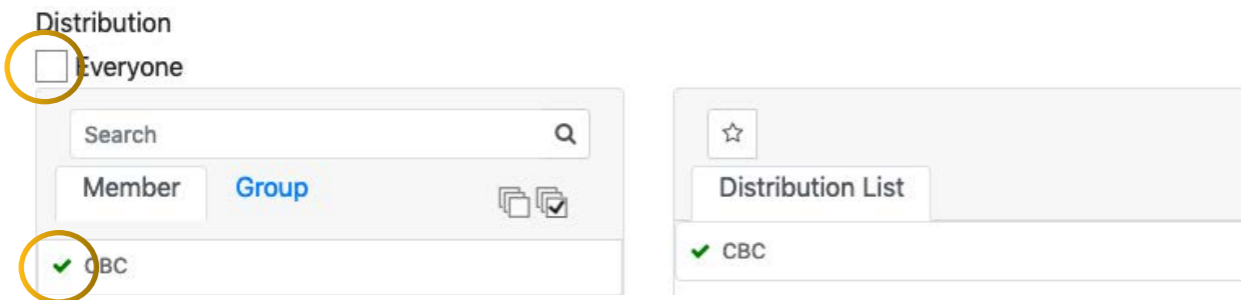 Distribution
Everyone
Search
Member Group
CBC
Distribution List
CBC